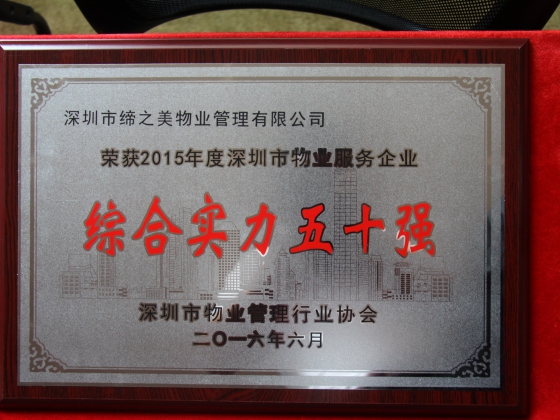 深圳市缔之美物业管理有限公司
荣获2015年度深圳市物业服务企业
综合实力五十强
深圳市物业管理行业协会
二〇一六年六月